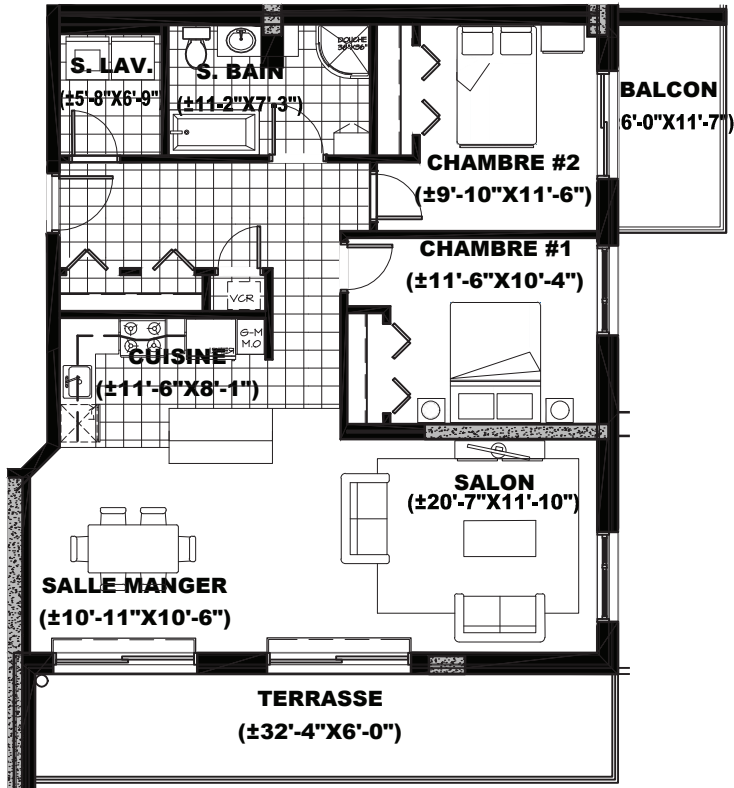 S. LAV.
(±5'-8"X6'-9")
S. BAIN
(±11-2"X7'-3")
DOUCHE
36"X36"
BALCON
6'-0"X11'-7")
CHAMBRE #2
(±9'-10"X11'-6")
CHAMBRE #1
(±11'-6"X10'-4")
VCR
G-M
M.O
CUISINE
(±11'-6"X8'-1")
SALON
(±20'-7"X11'-10")
SALLE MANGER
(±10'-11"X10'-6")
TERRASSE
(±32'-4"X6'-0")